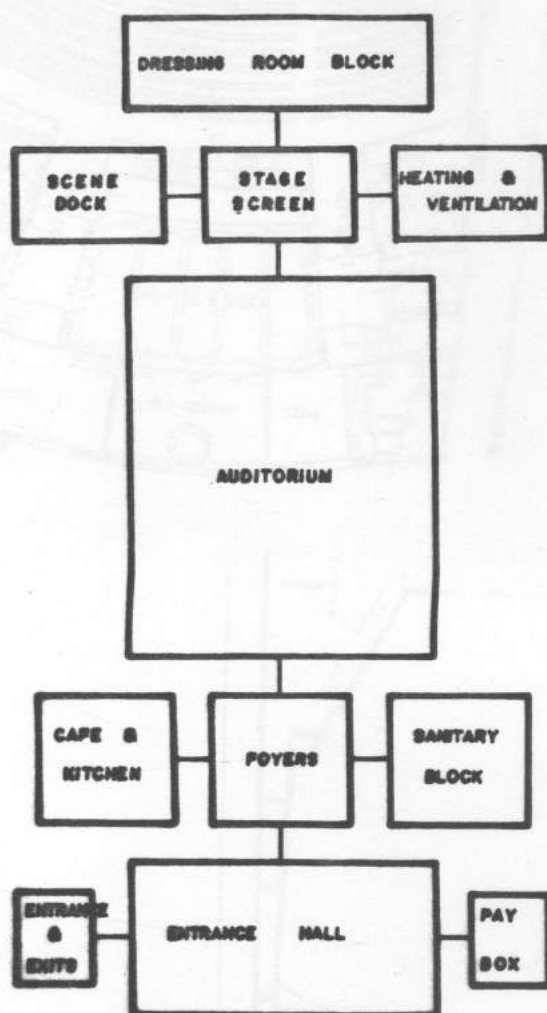 DRESSING ROOM BLOCK
SCENE
DOCK
STAGE
SCREEN
HEATING &
VENTILATION
AUDITORIUM
CAFE &
KITCHEN
FOYERS
SANITARY
BLOCK
ENTRANCE
&
EXITS
ENTRANCE HALL
PAY
BOX